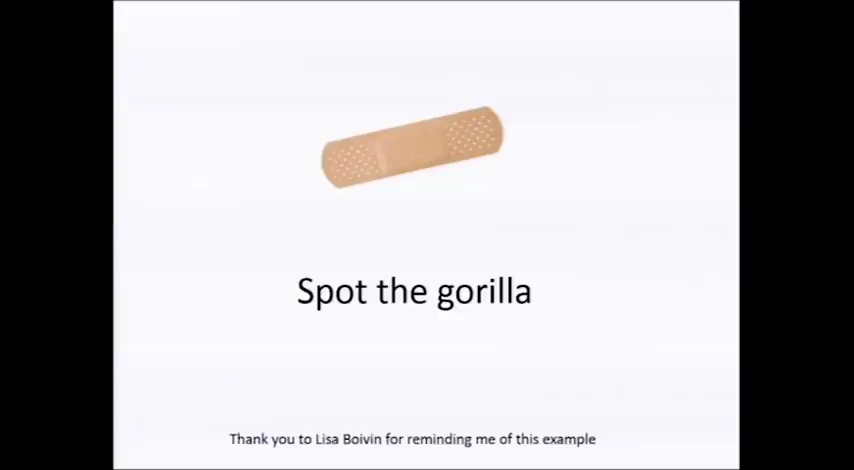 Spot the gorilla
Thank you to Lisa Boivin for reminding me of this example